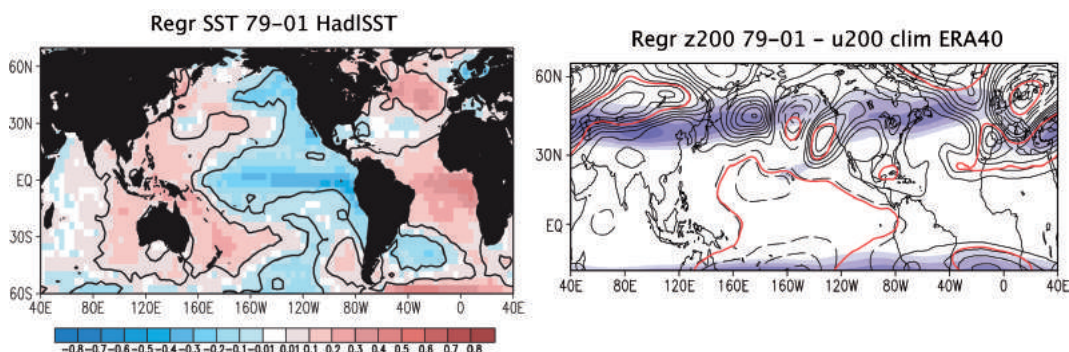 Regr SST 79-01 HadlSST
60N
30N
EQ
30S
60S
40E 80E 120E 160E 160W 120W 80W 40W 0 40E
-0.8 -0.7 -0.6 -0.5 -0.4 -0.3 -0.2 -0.1 -0.01 0.01 0.1 0.2 0.3 0.4 0.5 0.6 0.7 0.8
Regr z200 79-01 - u200 clim ERA40
60N
30N
EQ
40E 80E 120E 160E 160W 120W 80W 40W 0 40E